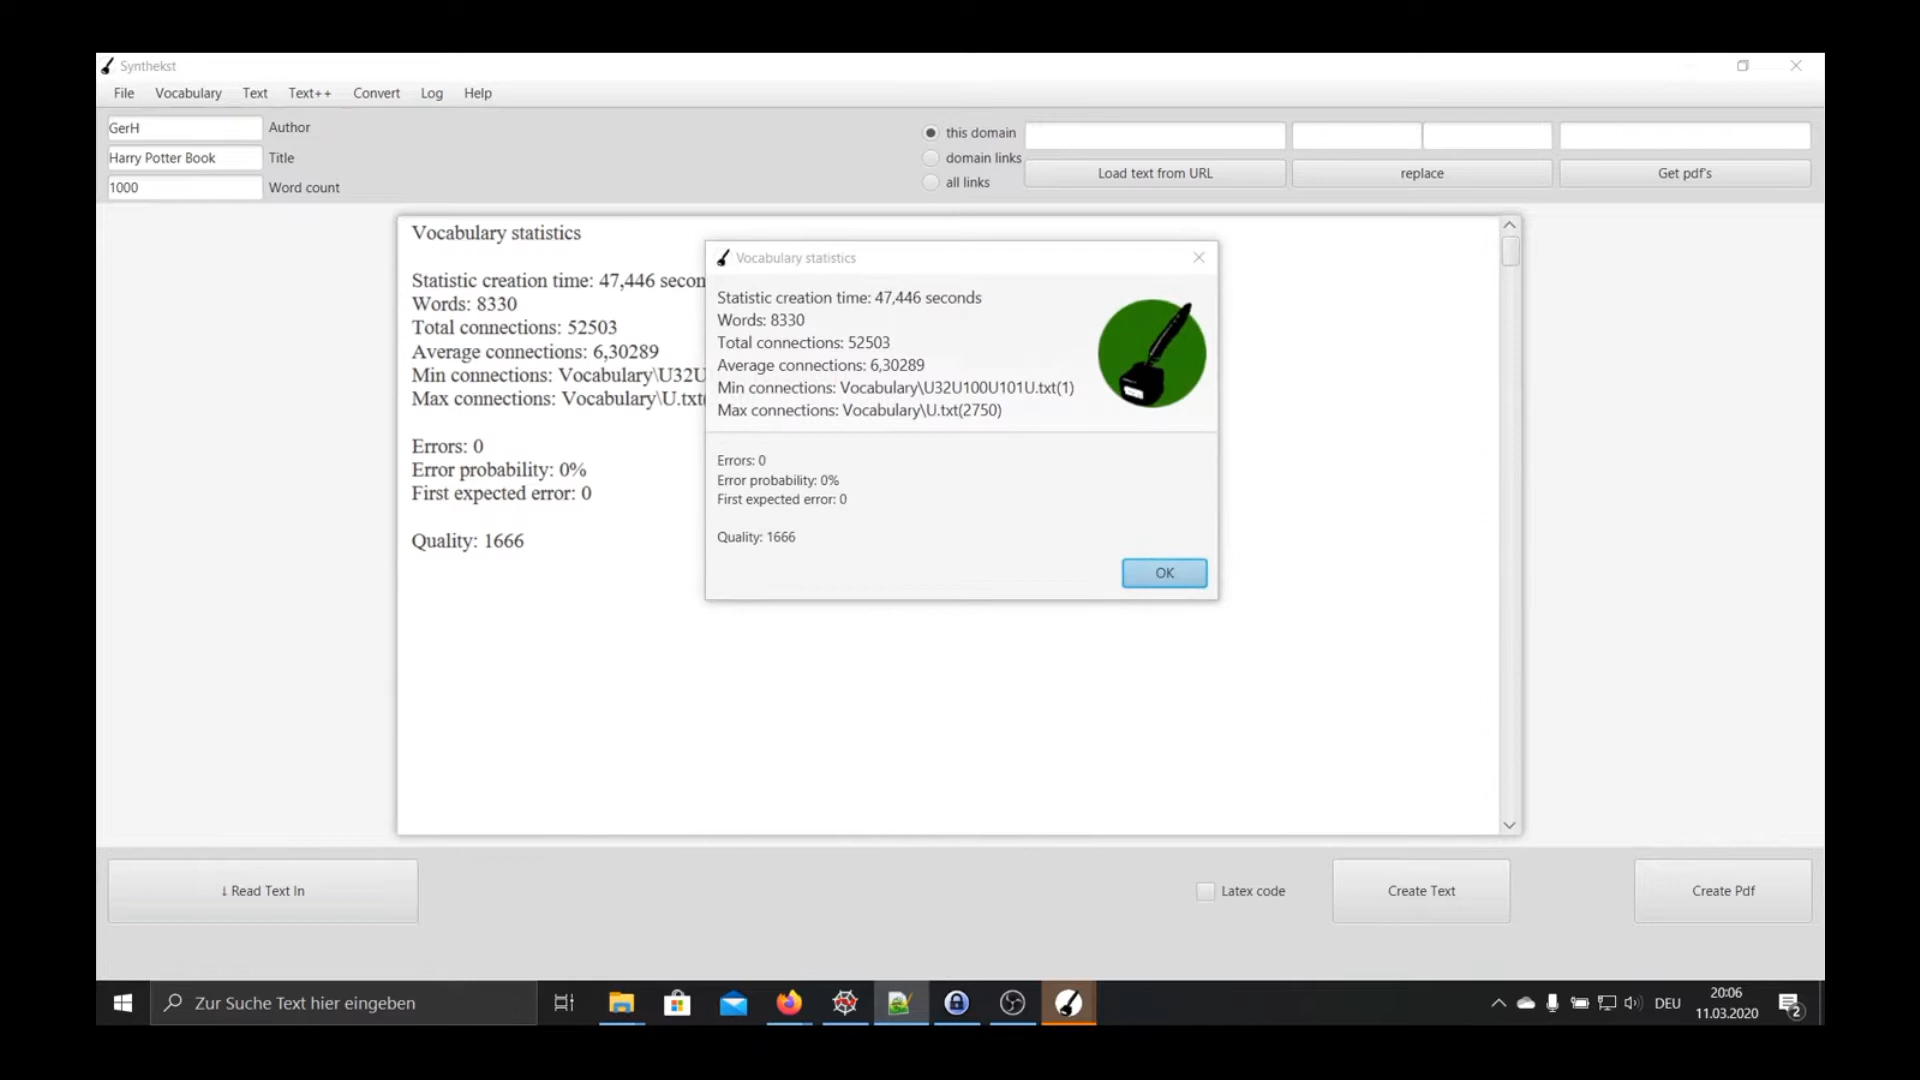 Synthekst
File Vocabulary Text Text++ Convert Log Help
GerH Author
Harry Potter Book Title
1000 Word count
this domain
domain links
all links
Load text from URL replace Get pdf's
Vocabulary statistics
Statistic creation time: 47,446 secon
Words: 8330
Total connections: 52503
Average connections: 6,30289
Min connections: Vocabulary\U32U
Max connections: Vocabulary\U.txt(
Errors: 0
Error probability: 0%
First expected error: 0
Quality: 1666
Vocabulary statistics
Statistic creation time: 47,446 seconds
Words: 8330
Total connections: 52503
Average connections: 6,30289
Min connections: Vocabulary\U32U100U101U.txt(1)
Max connections: Vocabulary\U.txt(2750)
Errors: 0
Error probability: 0%
First expected error: 0
Quality: 1666
OK
↓ Read Text In Latex code Create Text Create Pdf
Zur Suche Text hier eingeben
DEU
20:06
11.03.2020
2